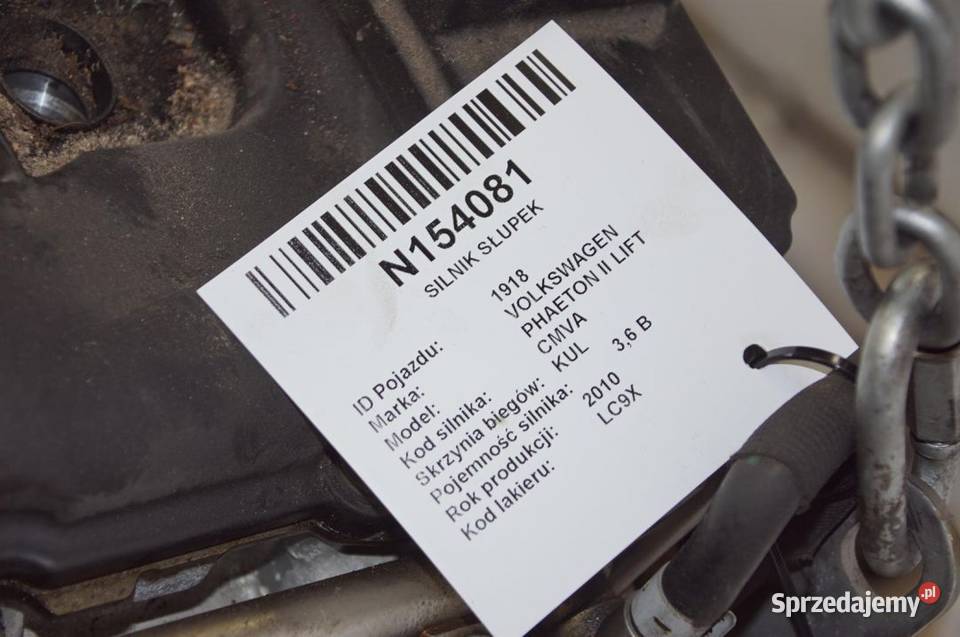 N154081
SILNIK SŁUPEK
ID Pojazdu: 1918
Marka: VOLKSWAGEN
Model: PHAETON II LIFT
Kod silnika: CMVA
Skrzynia biegów: KUL
Pojemność silnika: 3,6 B
Rok produkcji: 2010
Kod lakieru: LC9X
Sprzedajemy.pl